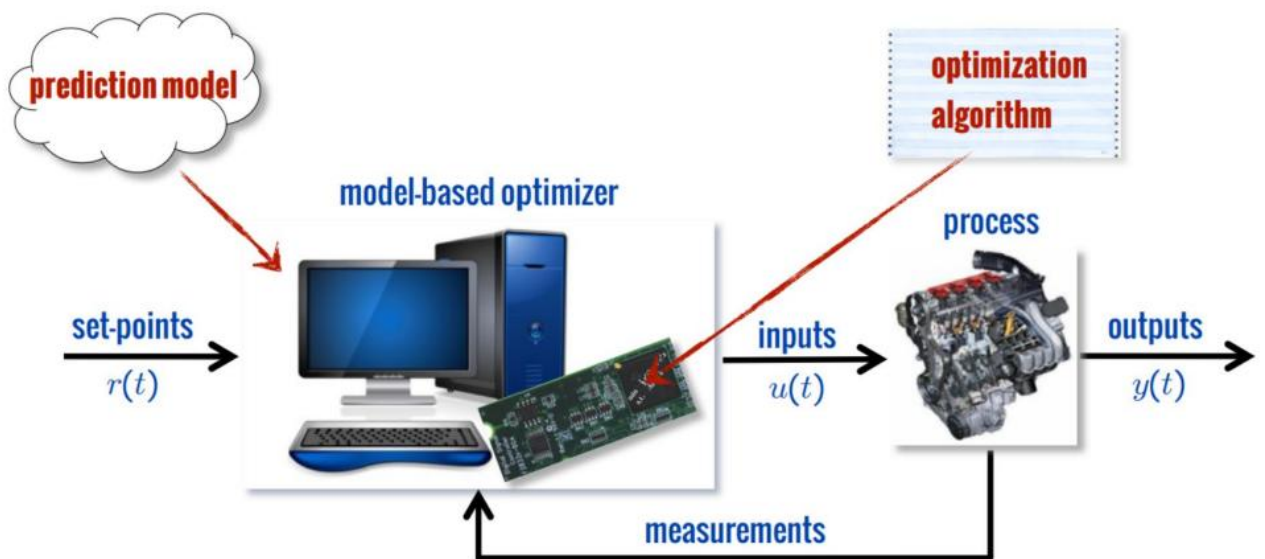 prediction model
optimization
algorithm
model-based optimizer
process
set-points
r(t)
inputs
u(t)
outputs
y(t)
measurements